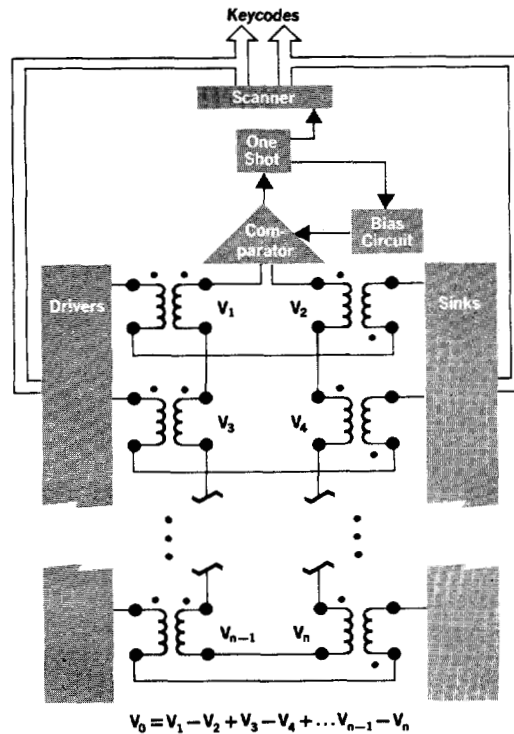 Keycodes
Scanner
One
Shot
Com-
parator
Bias
Circuit
Drivers
Sinks
V₁
V₂
V₃
V₄
Vₙ₋₁
Vₙ
V₀ = V₁ − V₂ + V₃ − V₄ + ...Vₙ₋₁ − Vₙ